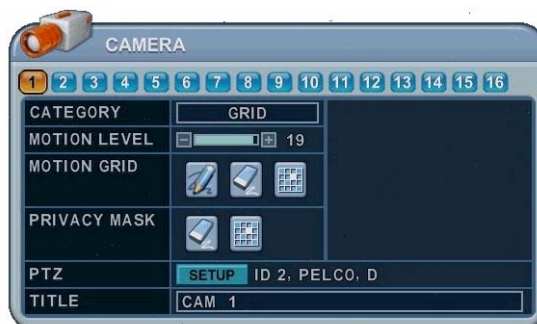 CAMERA
1 2 3 4 5 6 7 8 9 10 11 12 13 14 15 16
CATEGORY GRID
MOTION LEVEL 19
MOTION GRID
PRIVACY MASK
PTZ SETUP ID 2, PELCO, D
TITLE CAM 1